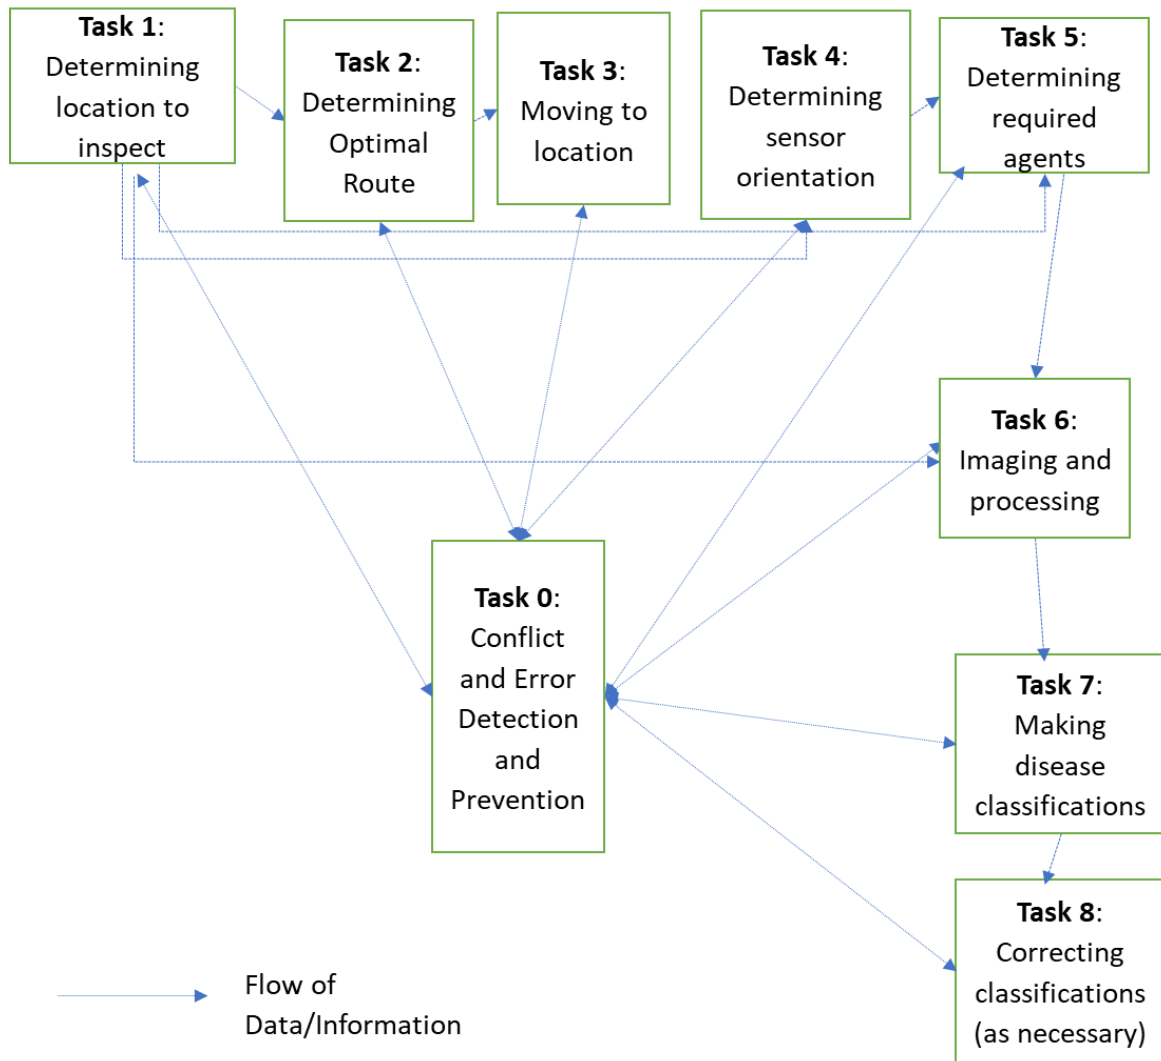 Task 1:
Determining
location to
inspect
Task 2:
Determining
Optimal
Route
Task 3:
Moving to
location
Task 4:
Determining
sensor
orientation
Task 5:
Determining
required
agents
Task 6:
Imaging and
processing
Task 0:
Conflict
and Error
Detection
and
Prevention
Task 7:
Making
disease
classifications
Task 8:
Correcting
classifications
(as necessary)
Flow of
Data/Information